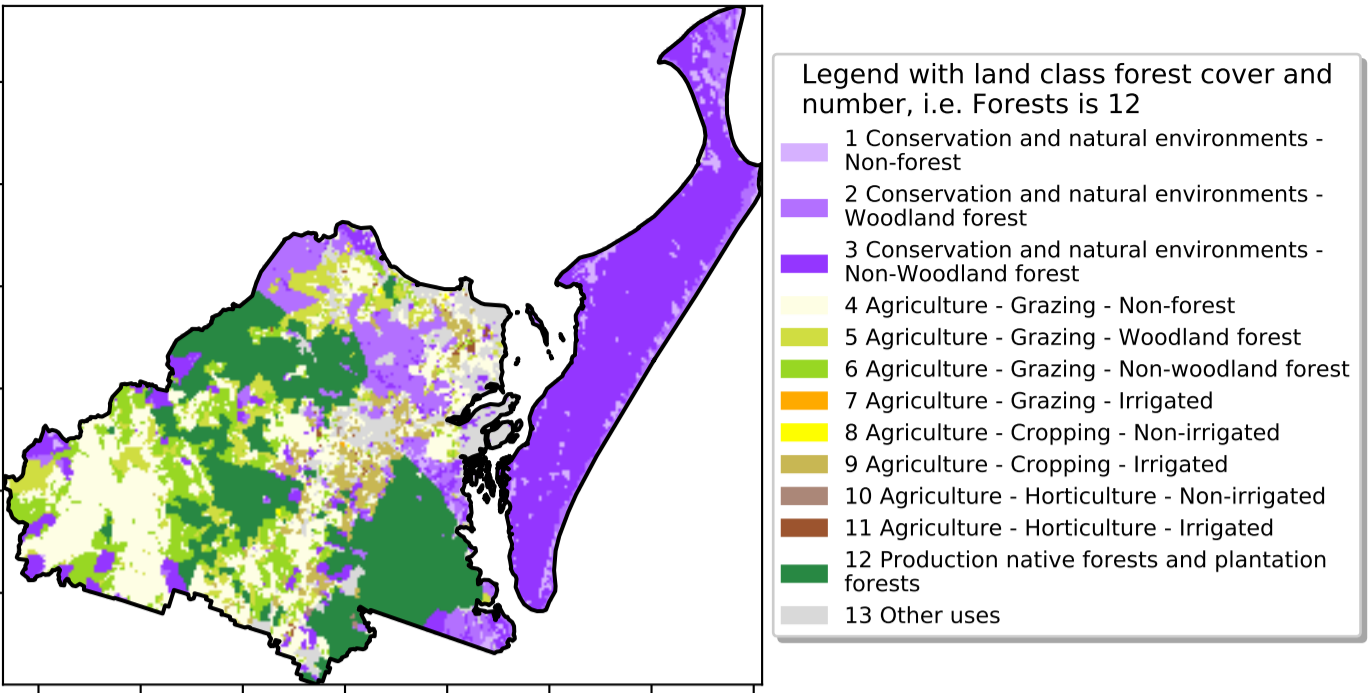 Legend with land class forest cover and
number, i.e. Forests is 12
1 Conservation and natural environments -
Non-forest
2 Conservation and natural environments -
Woodland forest
3 Conservation and natural environments -
Non-Woodland forest
4 Agriculture - Grazing - Non-forest
5 Agriculture - Grazing - Woodland forest
6 Agriculture - Grazing - Non-woodland forest
7 Agriculture - Grazing - Irrigated
8 Agriculture - Cropping - Non-irrigated
9 Agriculture - Cropping - Irrigated
10 Agriculture - Horticulture - Non-irrigated
11 Agriculture - Horticulture - Irrigated
12 Production native forests and plantation
forests
13 Other uses